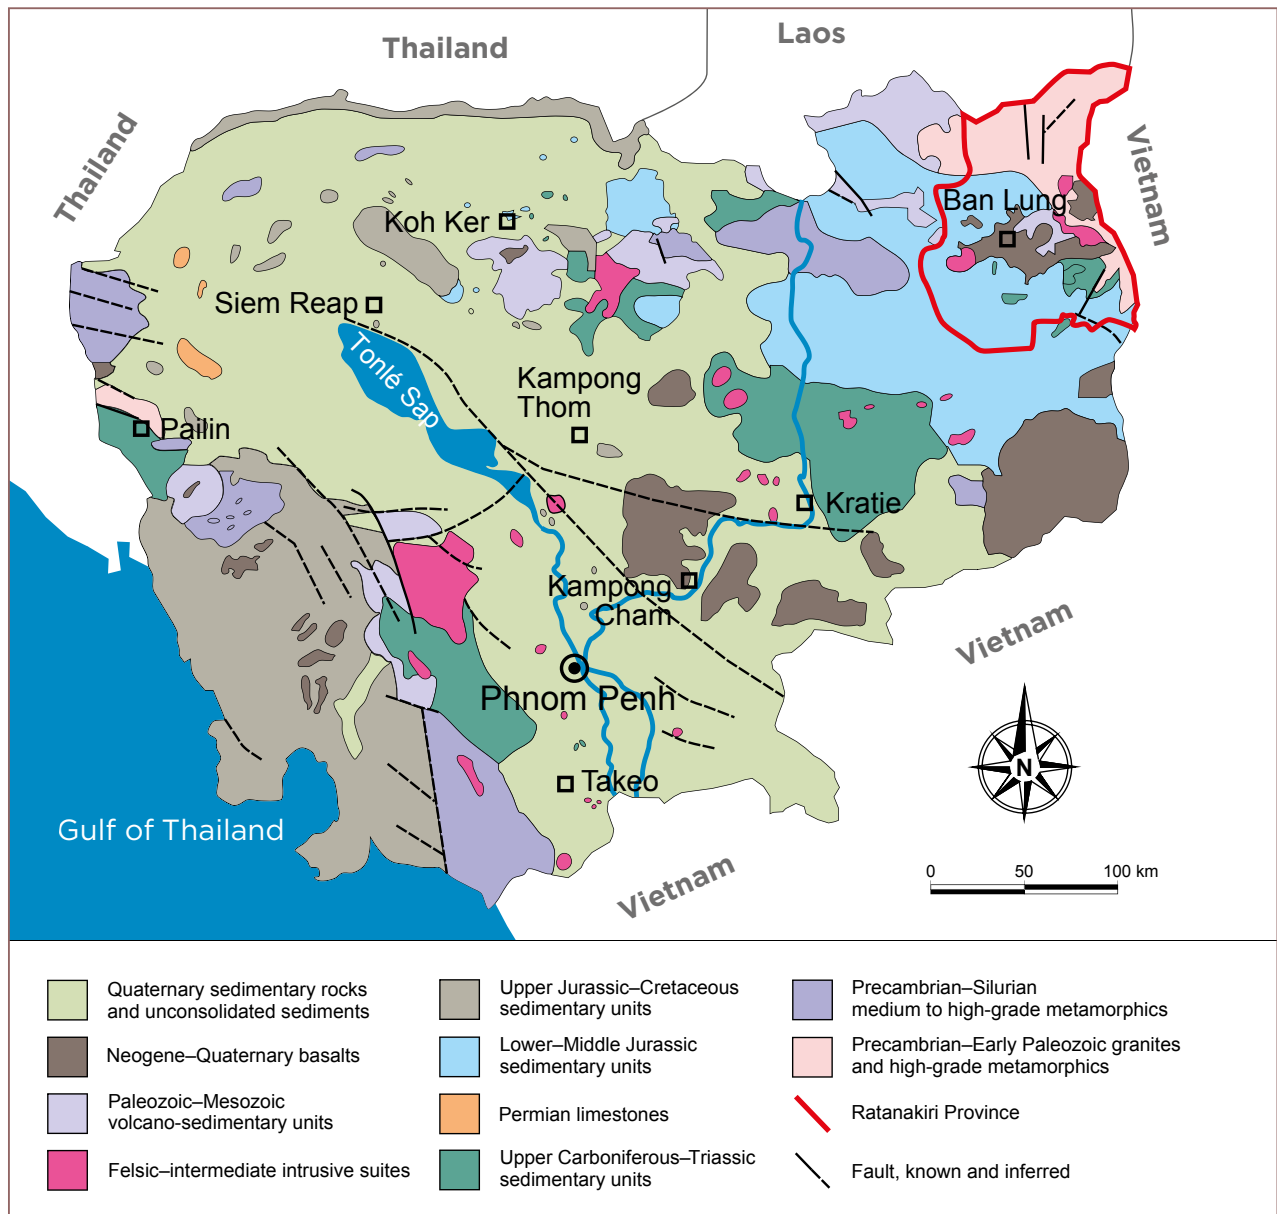 Thailand
Laos
Thailand
Vietnam
Ban Lung
Koh Ker
Siem Reap
Tonlé Sap
Kampong
Thom
Pailin
Kratie
Kampong
Cham
Vietnam
Phnom Penh
N
Takeo
Gulf of Thailand
Vietnam
0 50 100 km
Quaternary sedimentary rocks
and unconsolidated sediments
Neogene–Quaternary basalts
Paleozoic–Mesozoic
volcano-sedimentary units
Felsic–intermediate intrusive suites
Upper Jurassic–Cretaceous
sedimentary units
Lower–Middle Jurassic
sedimentary units
Permian limestones
Upper Carboniferous–Triassic
sedimentary units
Precambrian–Silurian
medium to high-grade metamorphics
Precambrian–Early Paleozoic granites
and high-grade metamorphics
Ratanakiri Province
Fault, known and inferred